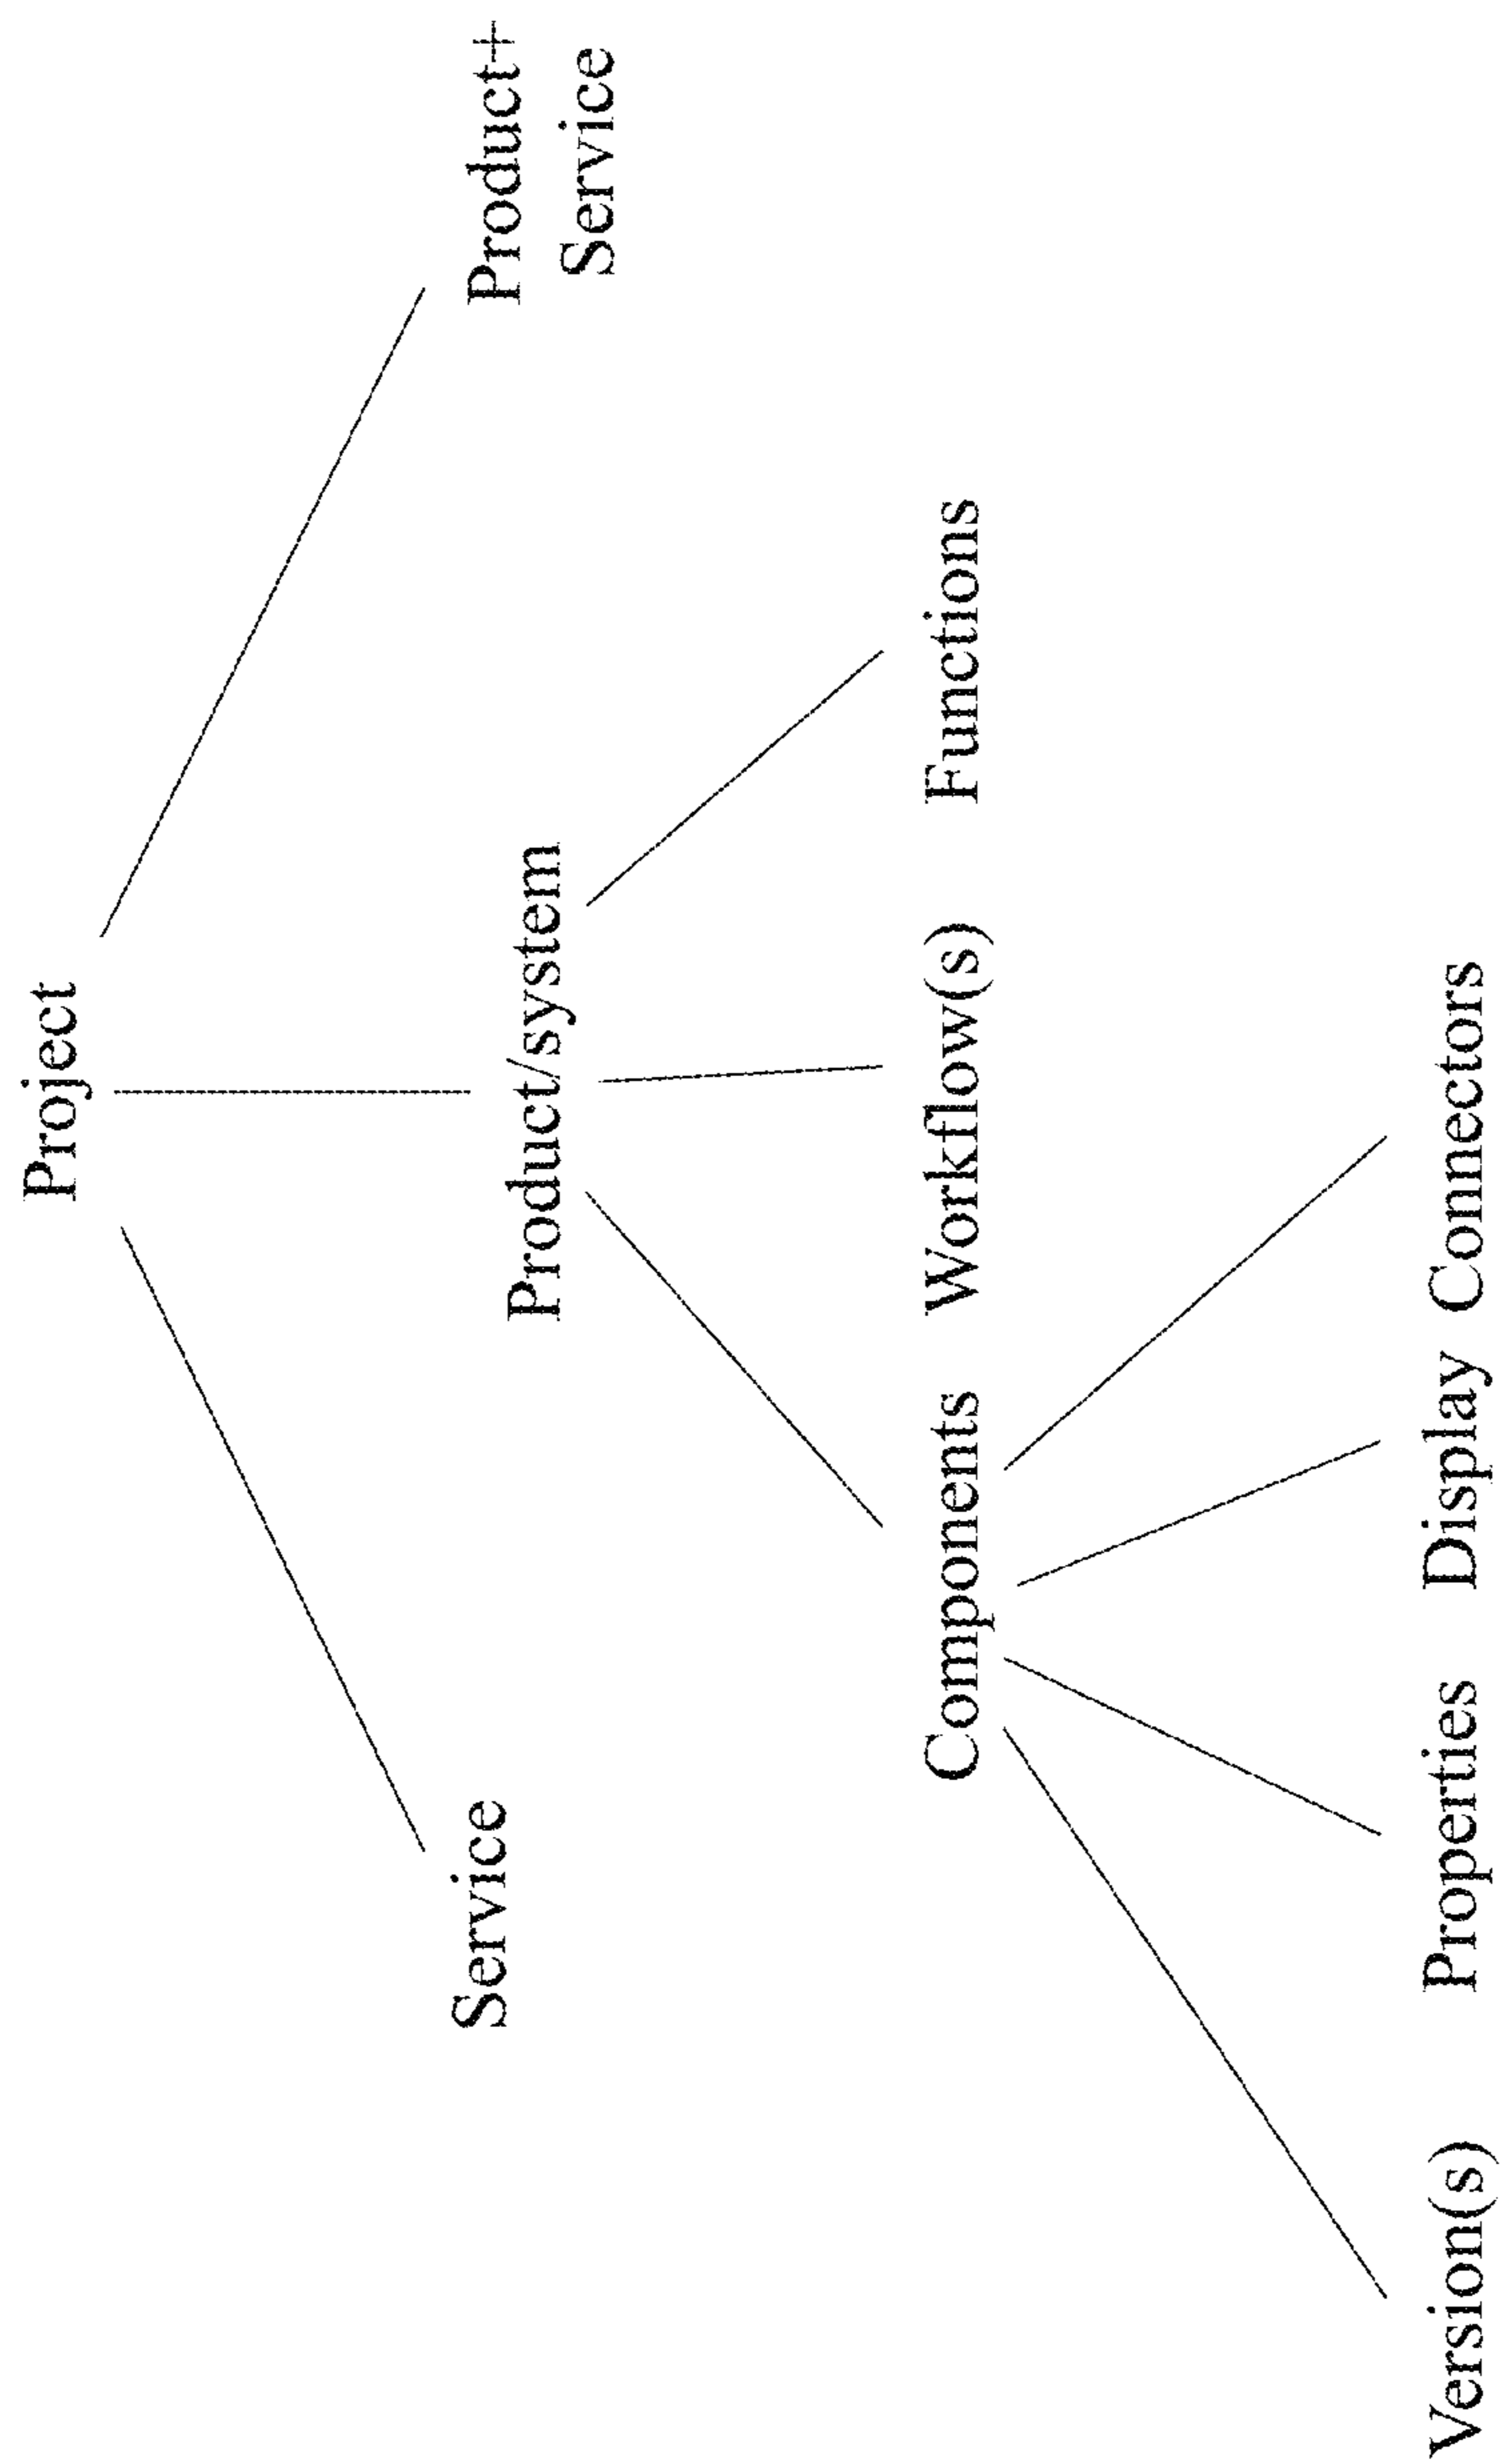 Project
Service
Product/system
Product+
Service
Components
Workflow(s)
Functions
Version(s)
Properties
Display
Connectors